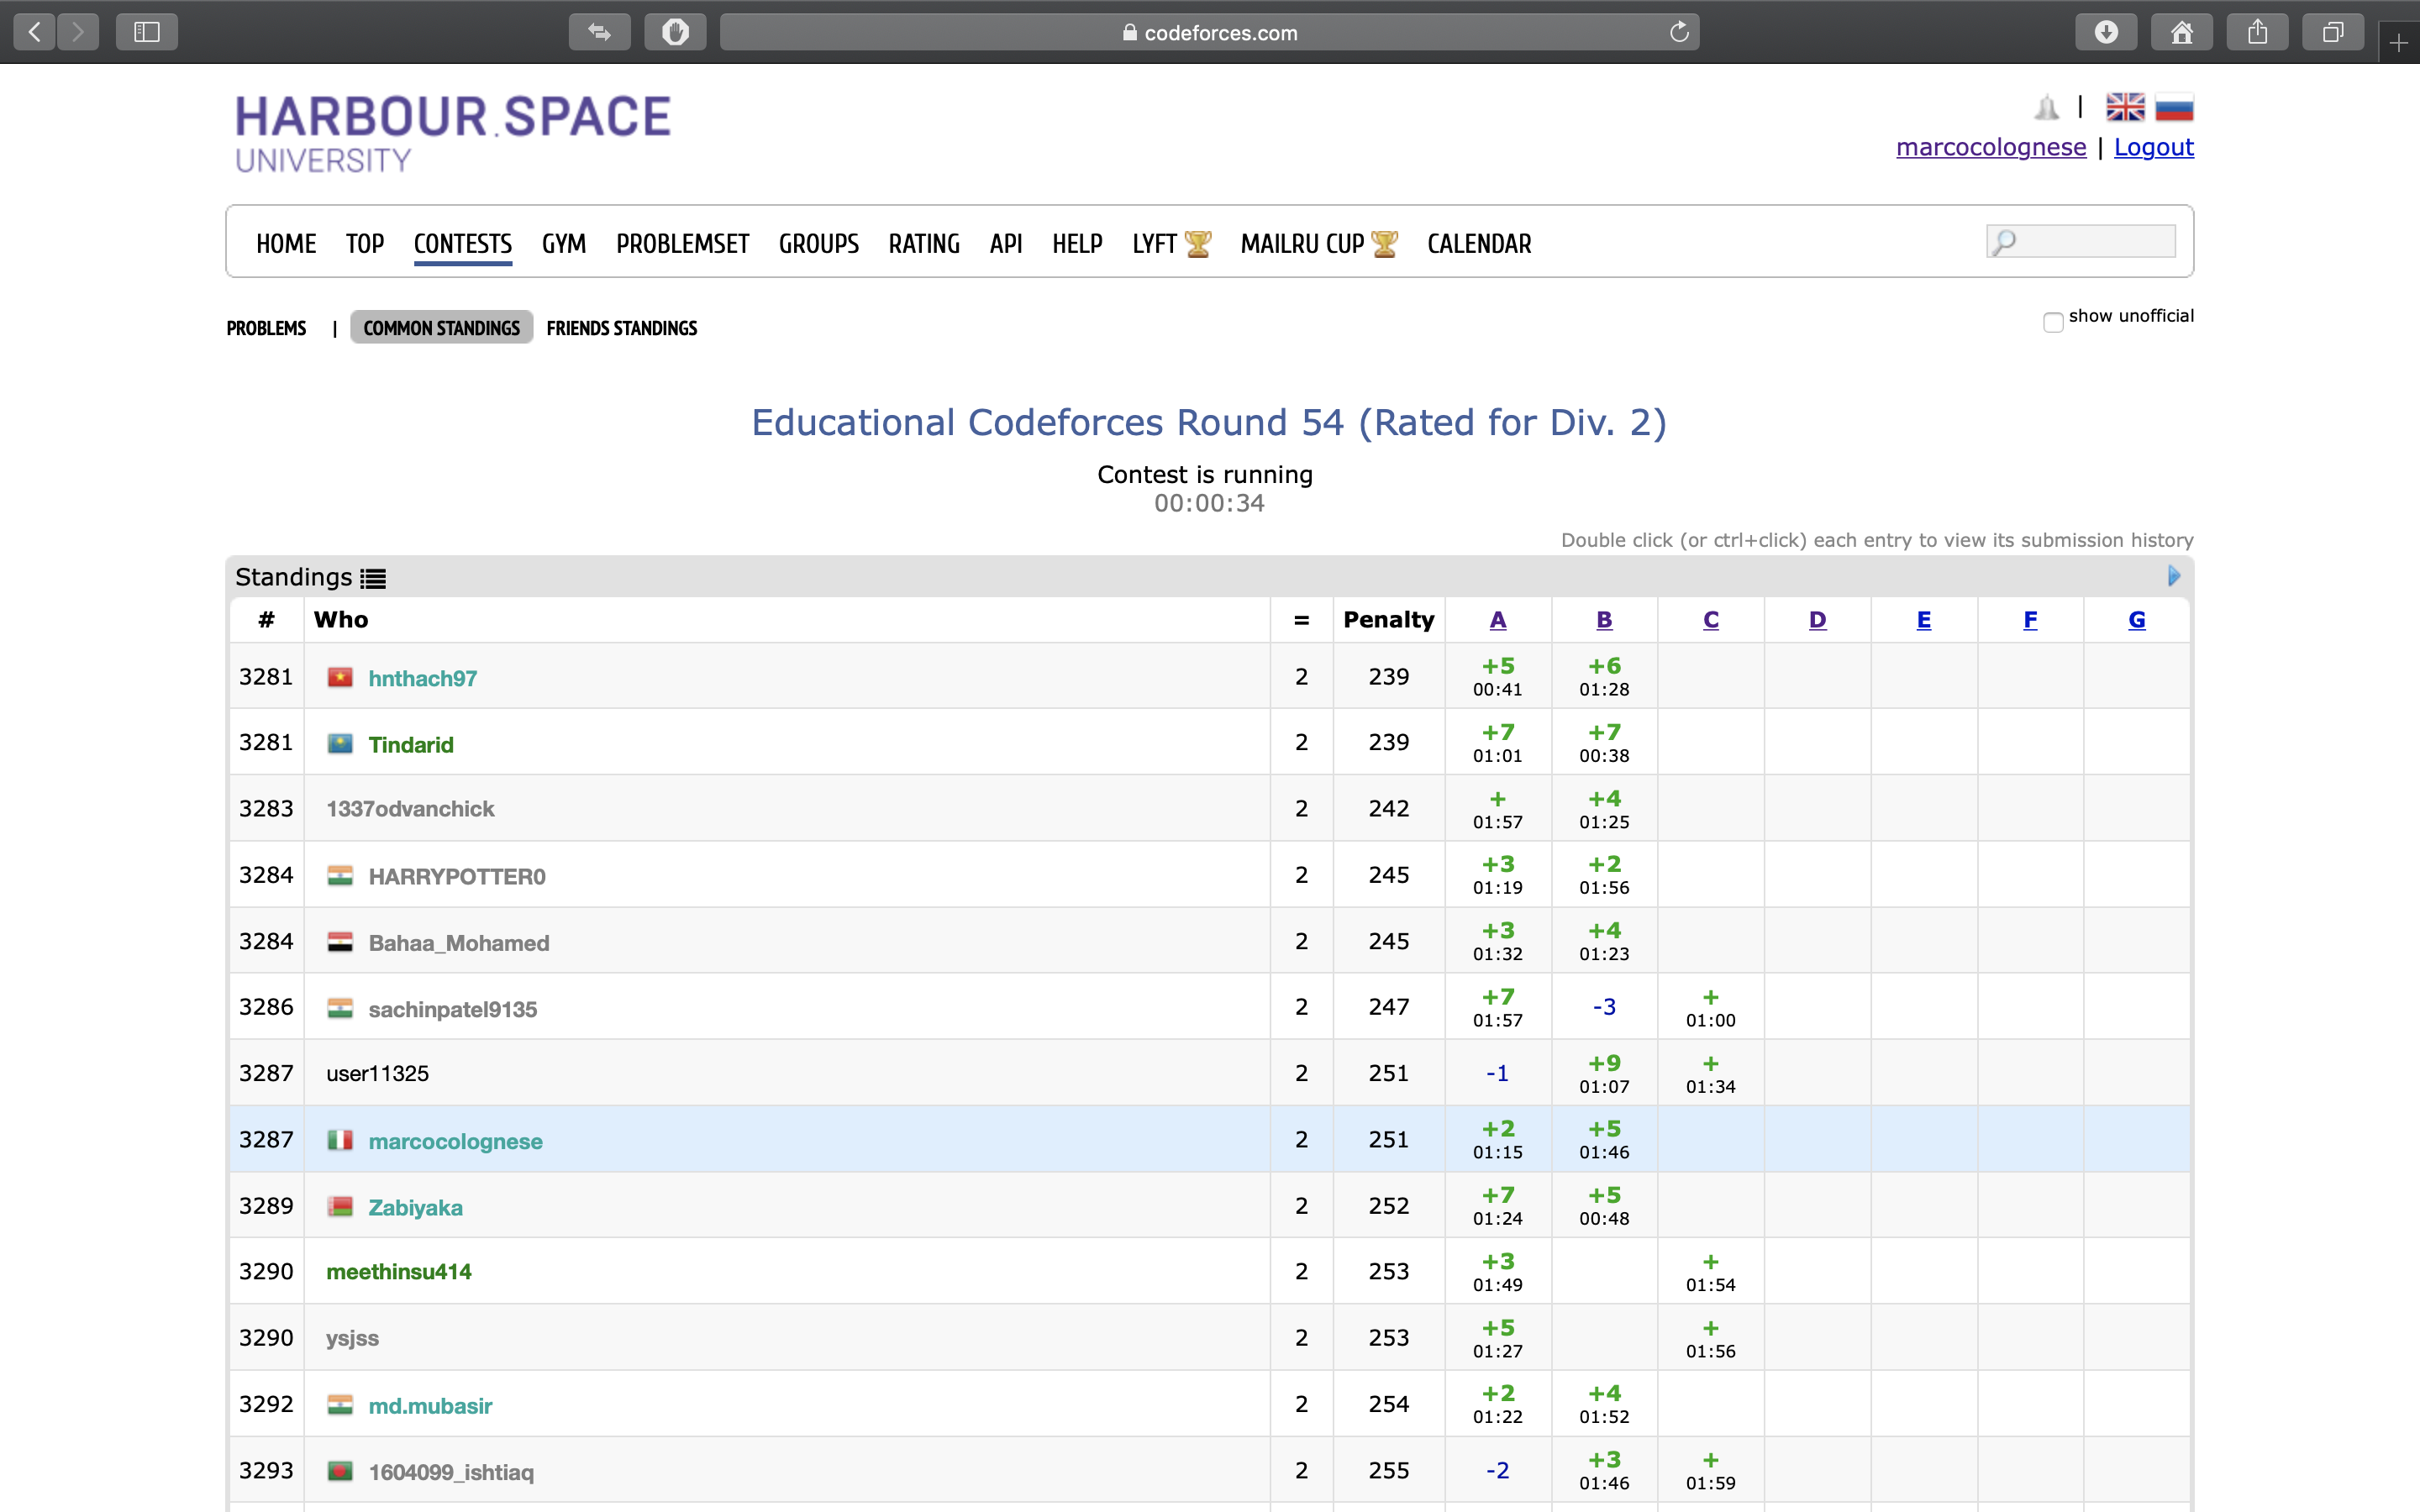 codeforces.com
HARBOUR.SPACE
UNIVERSITY
|
marcocolognese | Logout
HOME TOP CONTESTS GYM PROBLEMSET GROUPS RATING API HELP LYFT MAILRU CUP CALENDAR
PROBLEMS | COMMON STANDINGS FRIENDS STANDINGS
show unofficial
Educational Codeforces Round 54 (Rated for Div. 2)
Contest is running
00:00:34
Double click (or ctrl+click) each entry to view its submission history
Standings
# Who = Penalty A B C D E F G
3281 hnthach97 2 239 +5 +6
00:41 01:28
3281 Tindarid 2 239 +7 +7
01:01 00:38
3283 1337odvanchick 2 242 + +4
01:57 01:25
3284 HARRYPOTTER0 2 245 +3 +2
01:19 01:56
3284 Bahaa_Mohamed 2 245 +3 +4
01:32 01:23
3286 sachinpatel9135 2 247 +7 -3 +
01:57 01:00
3287 user11325 2 251 -1 +9 +
01:07 01:34
3287 marcocolognese 2 251 +2 +5
01:15 01:46
3289 Zabiyaka 2 252 +7 +5
01:24 00:48
3290 meethinsu414 2 253 +3 +
01:49 01:54
3290 ysjss 2 253 +5 +
01:27 01:56
3292 md.mubasir 2 254 +2 +4
01:22 01:52
3293 1604099_ishtiaq 2 255 -2 +3 +
01:46 01:59